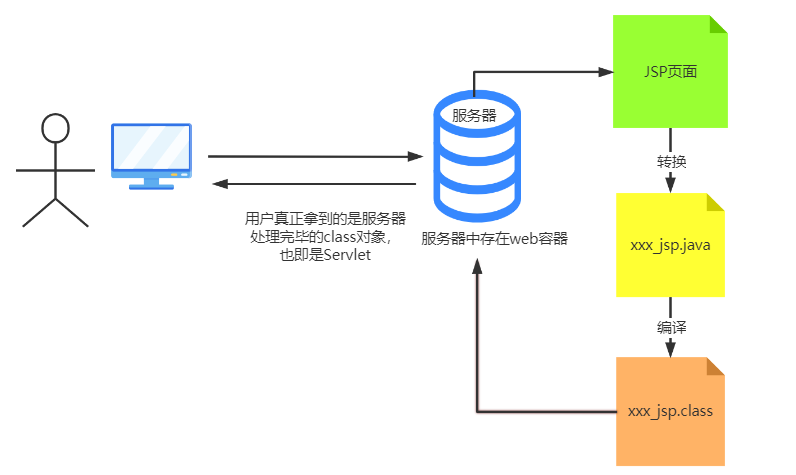 JSP页面
服务器
转换
用户真正拿到的是服务器
处理完毕的class对象，
也即是Servlet
服务器中存在web容器
xxx_jsp.java
编译
xxx_jsp.class